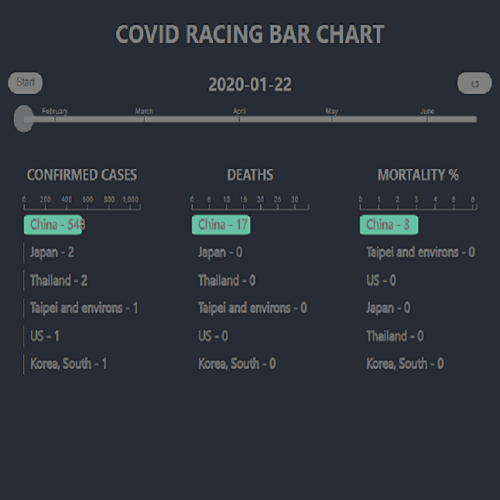 COVID RACING BAR CHART
Start
2020-01-22
February March April May June
CONFIRMED CASES
0 200 400 600 800 1,000
China - 548
Japan - 2
Thailand - 2
Taipei and environs - 1
US - 1
Korea, South - 1
DEATHS
0 5 10 15 20 25 30
China - 17
Japan - 0
Thailand - 0
Taipei and environs - 0
US - 0
Korea, South - 0
MORTALITY %
0 1 2 3 4 5 6
China - 3
Taipei and environs - 0
US - 0
Japan - 0
Thailand - 0
Korea, South - 0